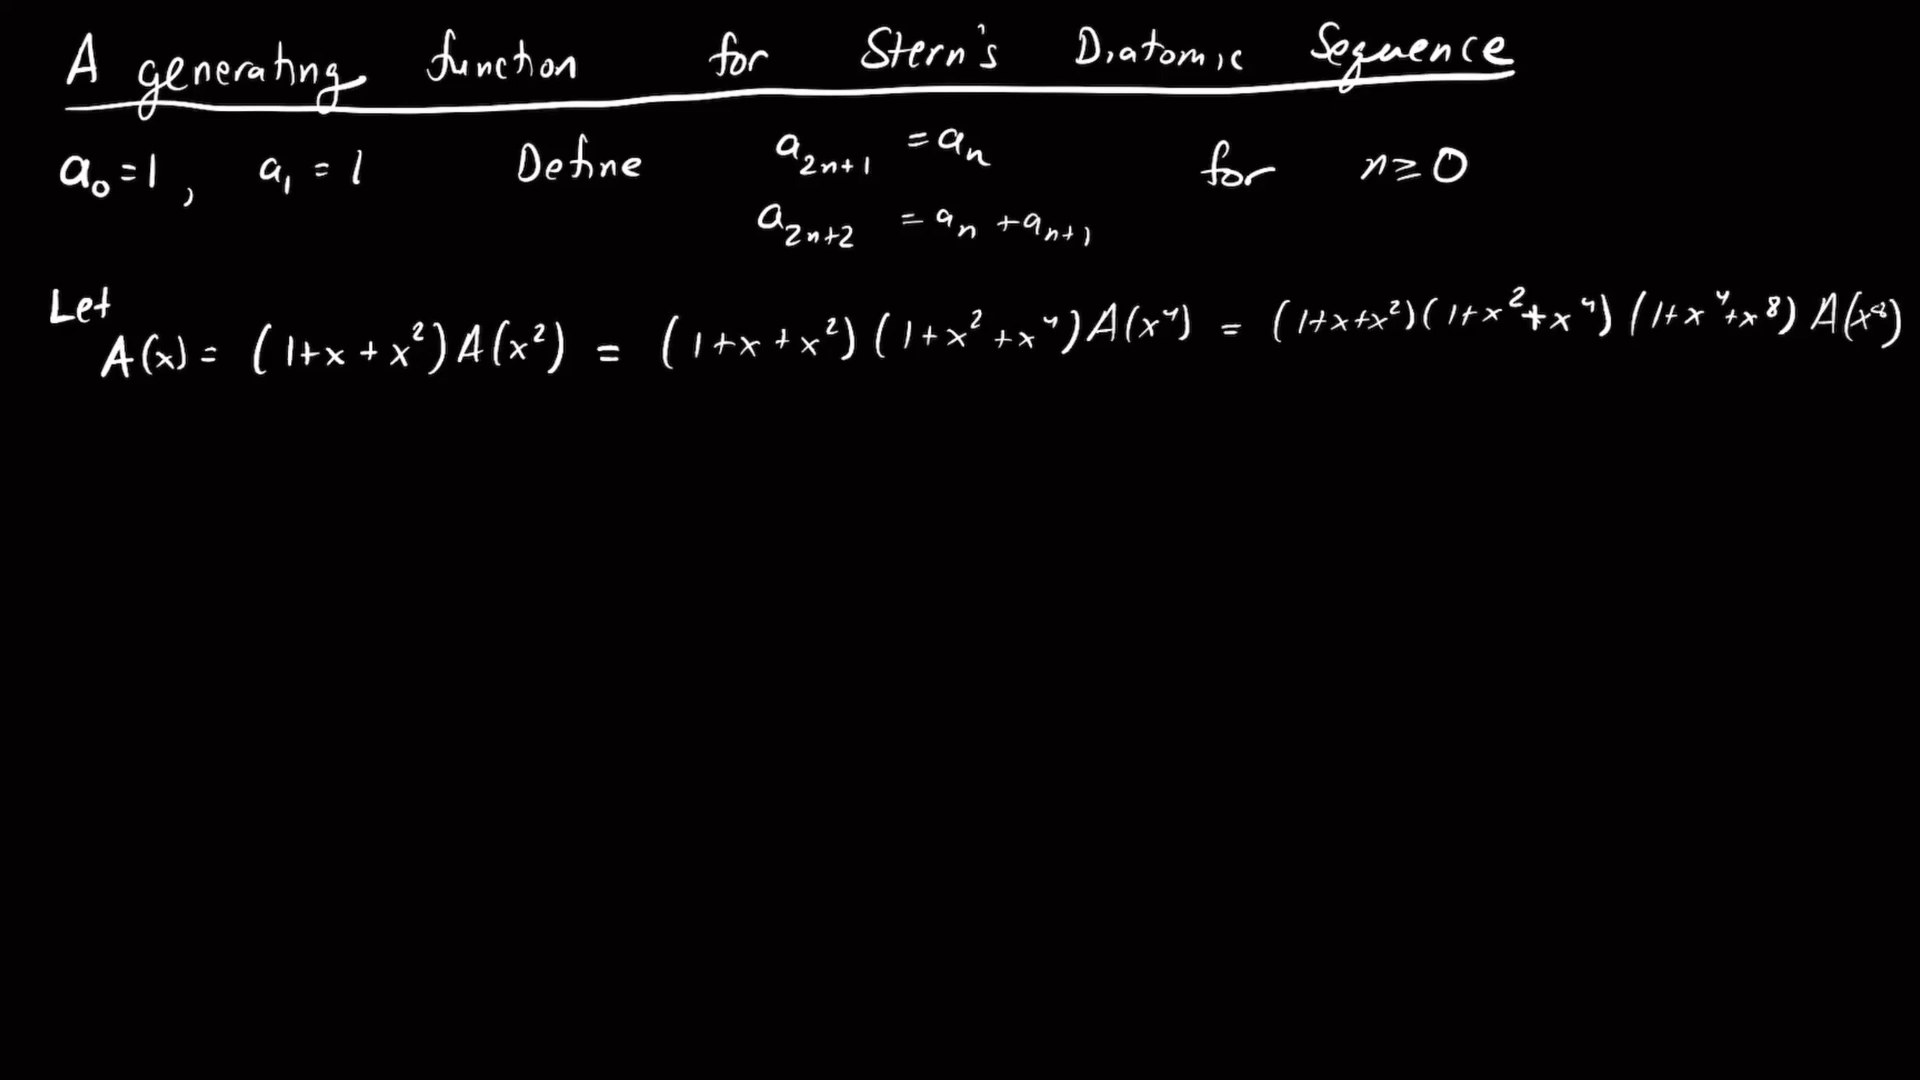 A generating function for Stern's Diatomic Sequence
a₀ = 1, a₁ = 1 Define a₂ₙ₊₁ = aₙ for n ≥ 0
a₂ₙ₊₂ = aₙ + aₙ₊₁
Let
A(x) = (1+x+x²)A(x²) = (1+x+x²)(1+x²+x⁴)A(x⁴) = (1+x+x²)(1+x²+x⁴)(1+x⁴+x⁸)A(x⁸)